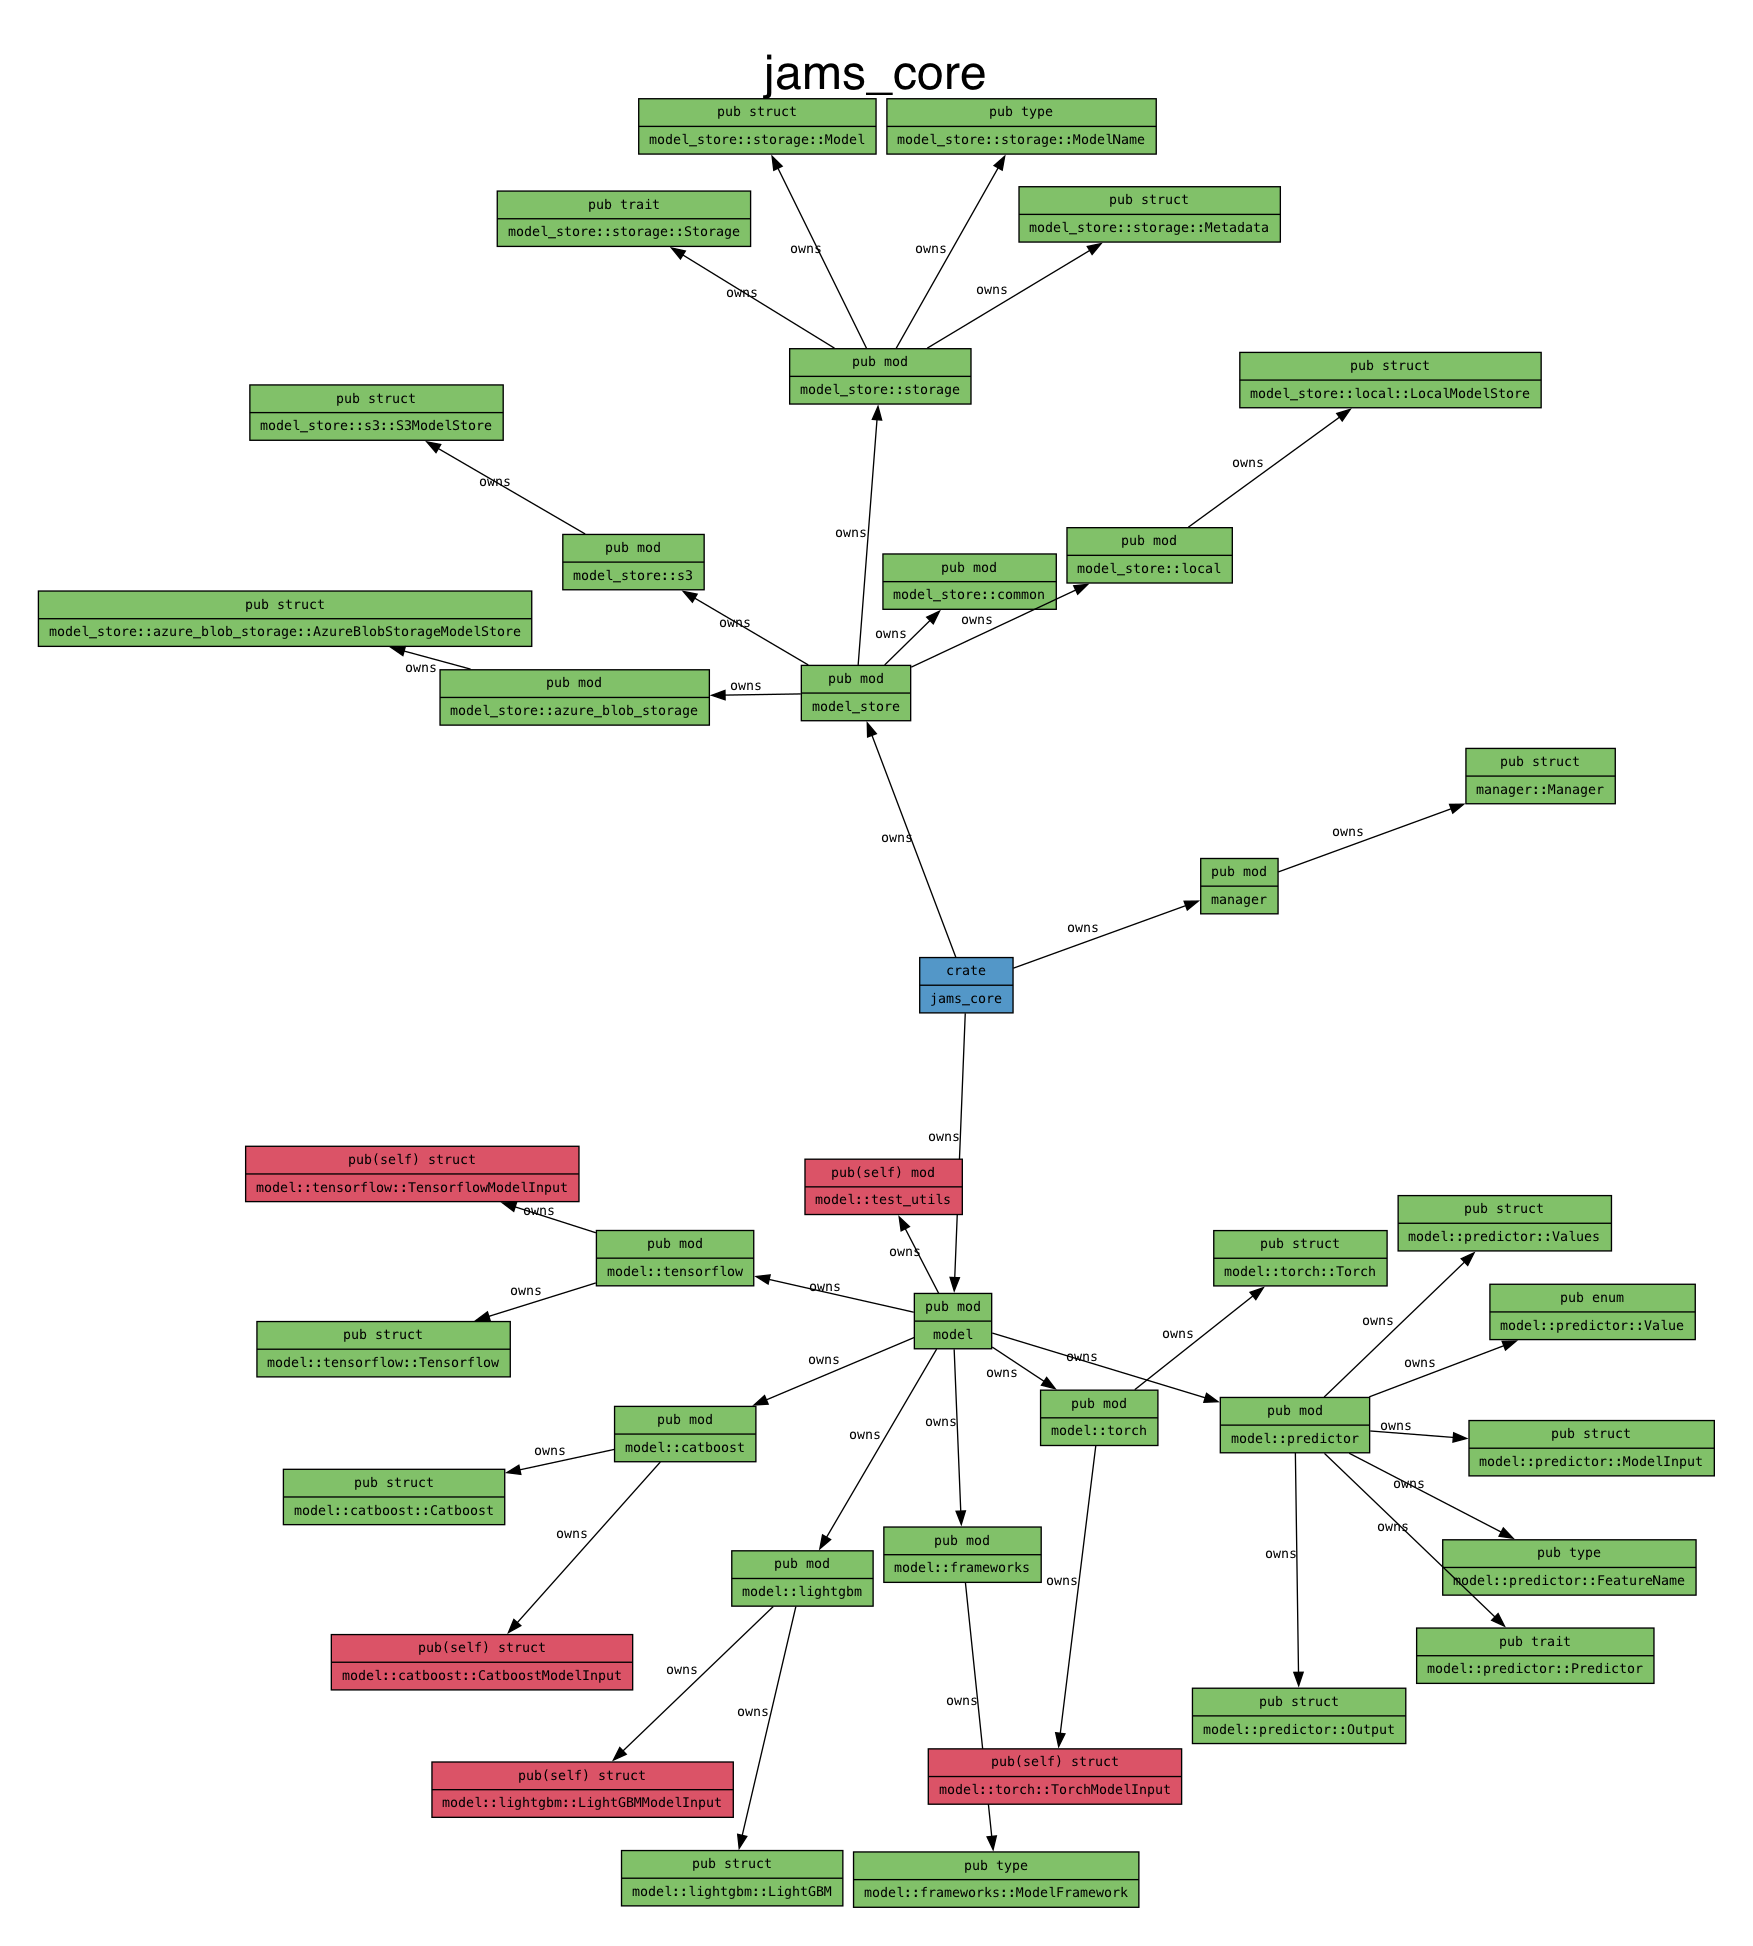 jams_core
pub struct
model_store::storage::Model
pub type
model_store::storage::ModelName
pub trait
model_store::storage::Storage
pub struct
model_store::storage::Metadata
owns
owns
owns
owns
pub mod
model_store::storage
pub struct
model_store::local::LocalModelStore
pub struct
model_store::s3::S3ModelStore
owns
owns
owns
pub mod
model_store::local
pub mod
model_store::s3
pub mod
model_store::common
pub struct
model_store::azure_blob_storage::AzureBlobStorageModelStore
owns
owns
owns
owns
owns
pub mod
model_store::azure_blob_storage
pub mod
model_store
pub struct
manager::Manager
owns
owns
pub mod
manager
owns
crate
jams_core
owns
pub(self) struct
model::tensorflow::TensorflowModelInput
pub(self) mod
model::test_utils
pub struct
model::predictor::Values
owns
pub mod
model::tensorflow
owns
pub struct
model::torch::Torch
owns
owns
pub enum
model::predictor::Value
pub mod
model
pub struct
model::tensorflow::Tensorflow
owns
owns
owns
owns
owns
owns
pub mod
model::torch
pub mod
model::predictor
pub mod
model::catboost
owns
owns
owns
owns
pub struct
model::predictor::ModelInput
pub struct
model::catboost::Catboost
owns
owns
owns
pub mod
model::frameworks
pub type
model::predictor::FeatureName
owns
pub mod
model::lightgbm
owns
pub(self) struct
model::catboost::CatboostModelInput
pub trait
model::predictor::Predictor
owns
owns
owns
pub struct
model::predictor::Output
pub(self) struct
model::torch::TorchModelInput
pub(self) struct
model::lightgbm::LightGBMModelInput
pub struct
model::lightgbm::LightGBM
pub type
model::frameworks::ModelFramework